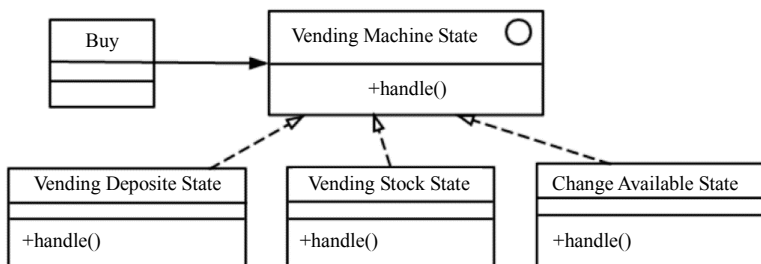 Buy
Vending Machine State
+handle()
Vending Deposite State
Vending Stock State
Change Available State
+handle()
+handle()
+handle()